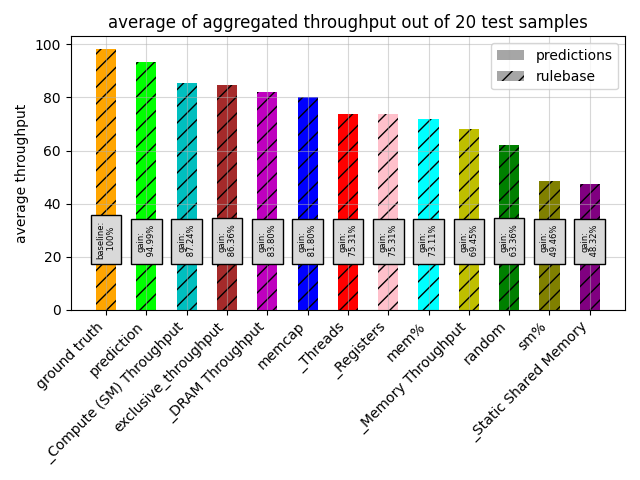 average of aggregated throughput out of 20 test samples
average throughput
100
80
60
40
20
0
predictions
rulebase
baseline:
100%
gain:
94.99%
gain:
87.24%
gain:
86.36%
gain:
83.80%
gain:
81.80%
gain:
75.31%
gain:
75.31%
gain:
73.11%
gain:
69.45%
gain:
63.36%
gain:
49.46%
gain:
48.32%
ground truth
prediction
_Compute (SM) Throughput
exclusive_throughput
_DRAM Throughput
memcap
_Threads
_Registers
mem%
_Memory Throughput
random
sm%
_Static Shared Memory